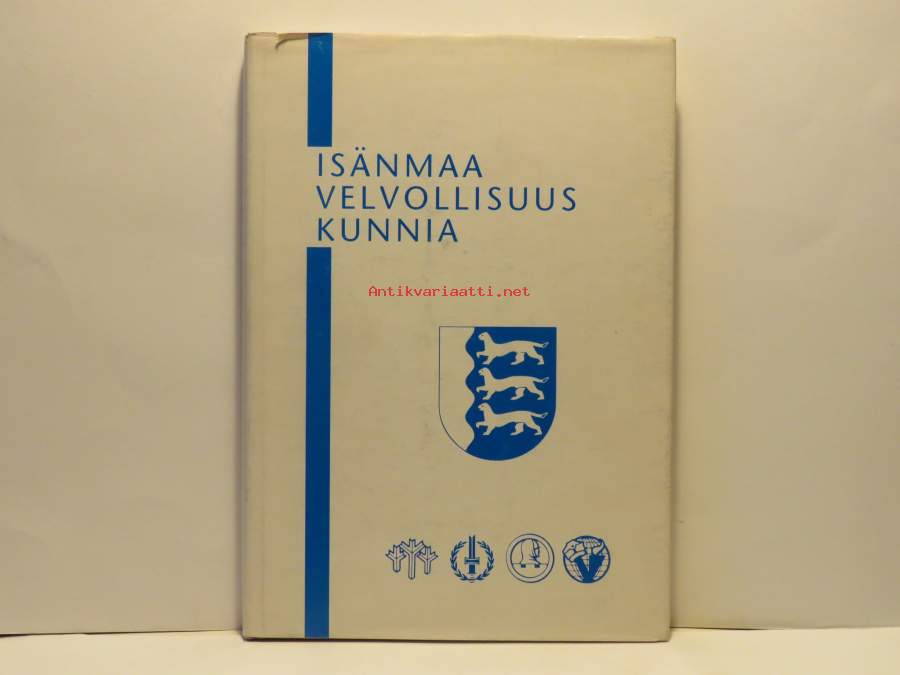 ISÄNMAA
VELVOLLISUUS
KUNNIA
Antikvariaatti.net